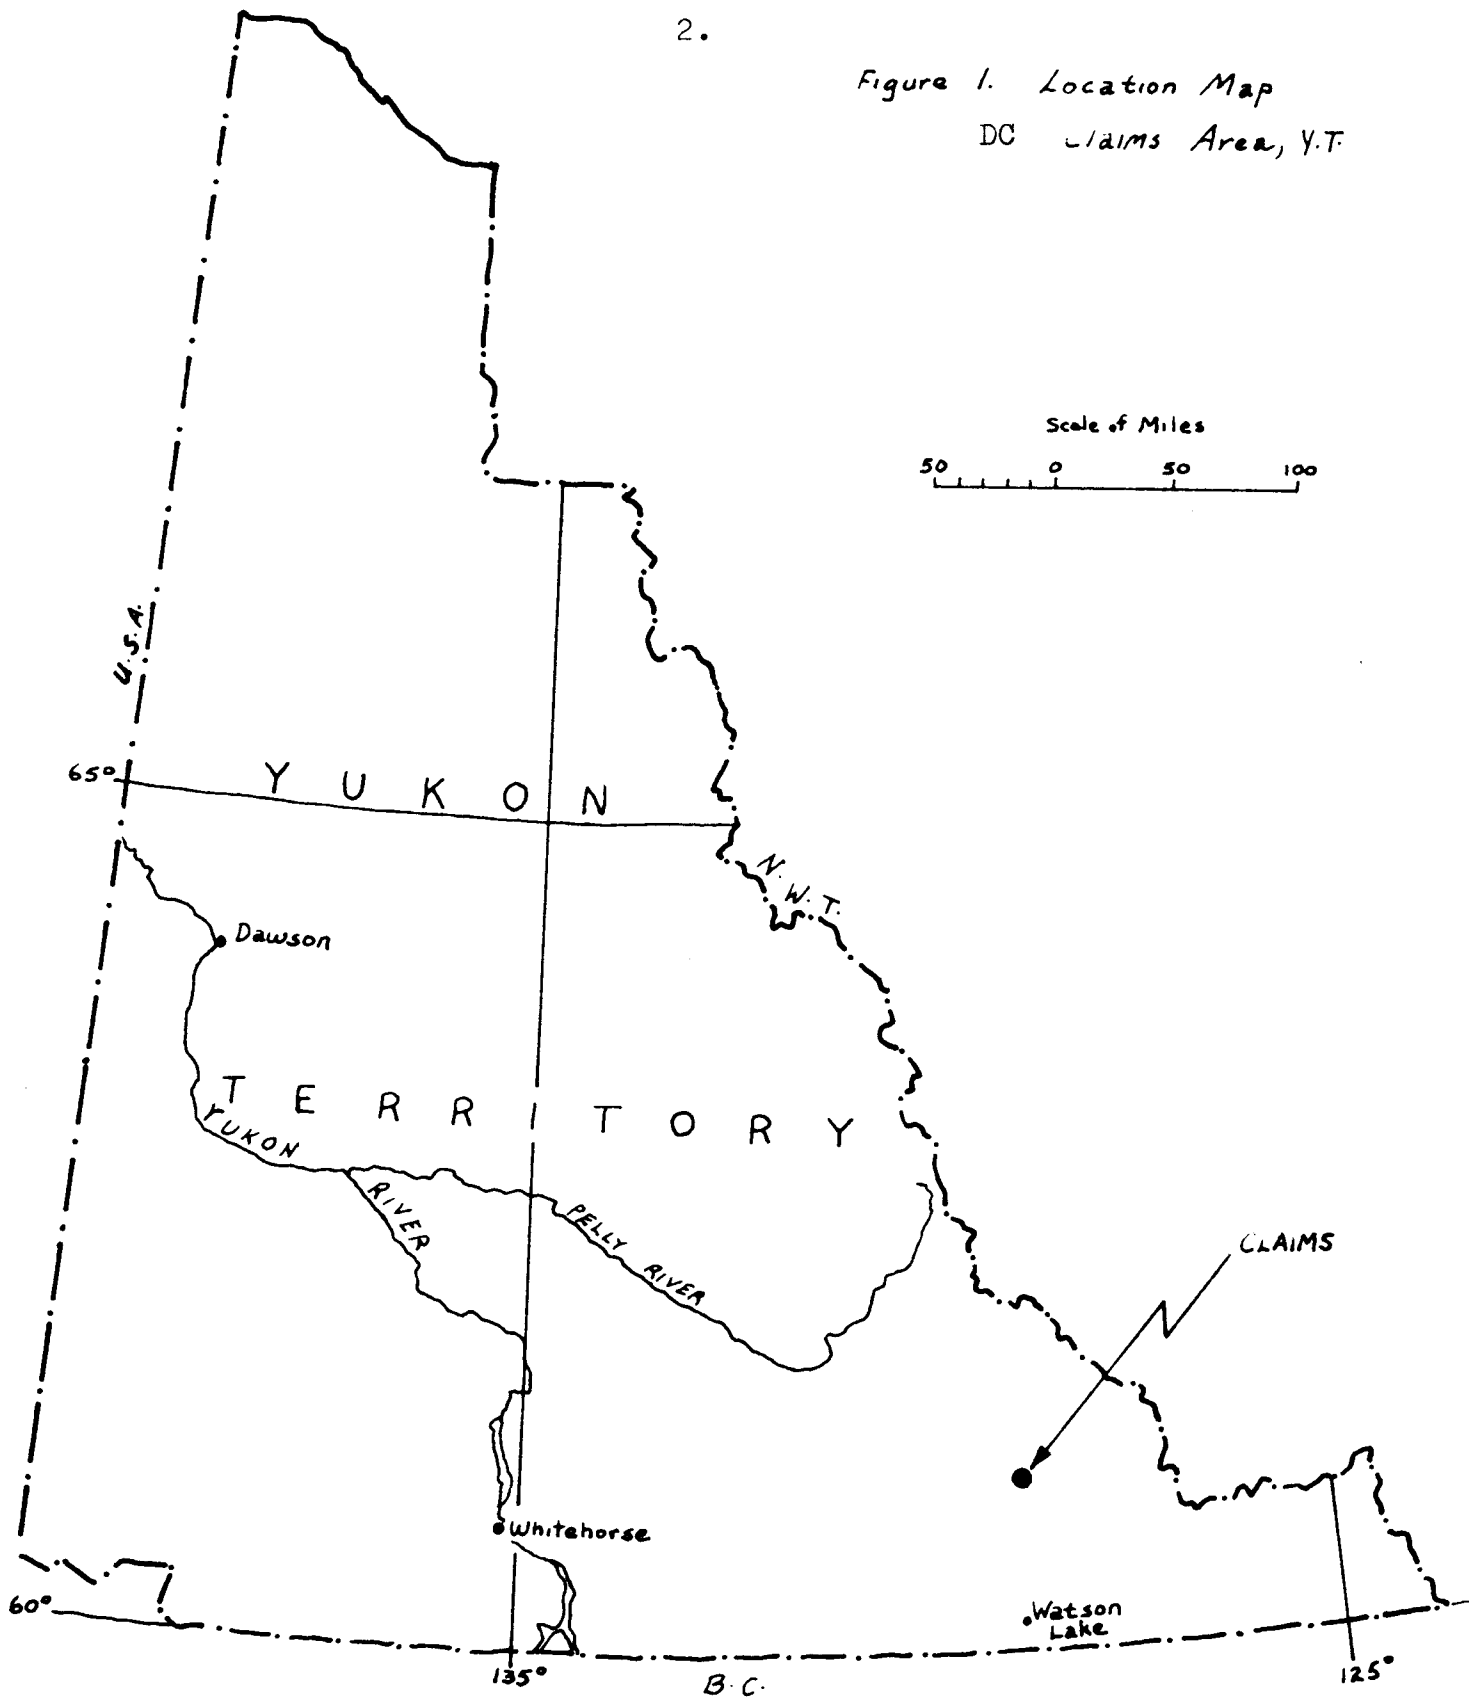 2.
Figure 1. Location Map
DC Claims Area, Y.T.
Scale of Miles
50 0 50 100
U.S.A.
65°
YUKON
N.W.T.
Dawson
TERRITORY
YUKON RIVER
PELLY RIVER
CLAIMS
Whitehorse
60°
Watson
Lake
135°
B.C.
125°